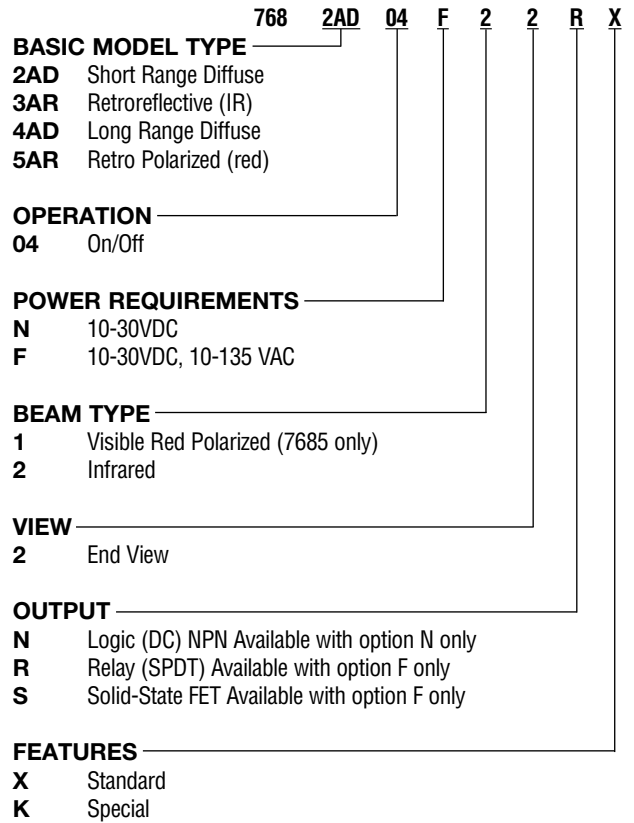 768 2AD 04 F 2 2 R X
BASIC MODEL TYPE
2AD Short Range Diffuse
3AR Retroreflective (IR)
4AD Long Range Diffuse
5AR Retro Polarized (red)
OPERATION
04 On/Off
POWER REQUIREMENTS
N 10-30VDC
F 10-30VDC, 10-135 VAC
BEAM TYPE
1 Visible Red Polarized (7685 only)
2 Infrared
VIEW
2 End View
OUTPUT
N Logic (DC) NPN Available with option N only
R Relay (SPDT) Available with option F only
S Solid-State FET Available with option F only
FEATURES
X Standard
K Special